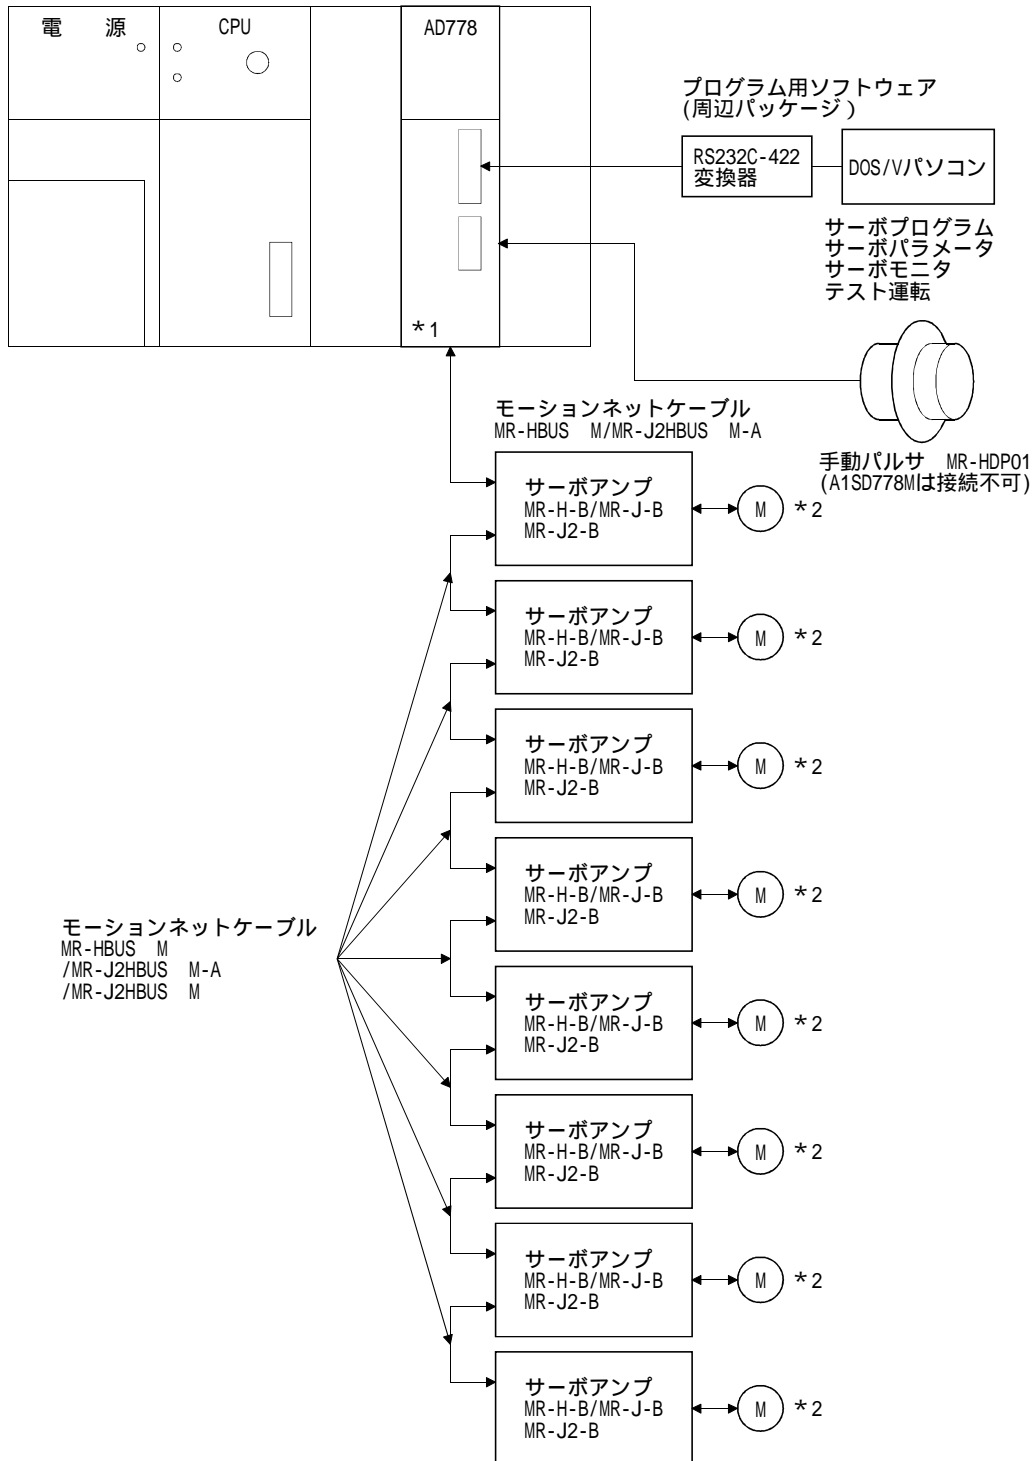 電　源
CPU
AD778
プログラム用ソフトウェア
(周辺パッケージ)
RS232C-422
変換器
DOS/Vパソコン
サーボプログラム
サーボパラメータ
サーボモニタ
テスト運転
*1
モーションネットケーブル
MR-HBUS　M/MR-J2HBUS　M-A
手動パルサ　MR-HDP01
(A1SD778Mは接続不可)
サーボアンプ
MR-H-B/MR-J-B
MR-J2-B
M
*2
サーボアンプ
MR-H-B/MR-J-B
MR-J2-B
M
*2
サーボアンプ
MR-H-B/MR-J-B
MR-J2-B
M
*2
サーボアンプ
MR-H-B/MR-J-B
MR-J2-B
M
*2
モーションネットケーブル
MR-HBUS　M
/MR-J2HBUS　M-A
/MR-J2HBUS　M
サーボアンプ
MR-H-B/MR-J-B
MR-J2-B
M
*2
サーボアンプ
MR-H-B/MR-J-B
MR-J2-B
M
*2
サーボアンプ
MR-H-B/MR-J-B
MR-J2-B
M
*2
サーボアンプ
MR-H-B/MR-J-B
MR-J2-B
M
*2